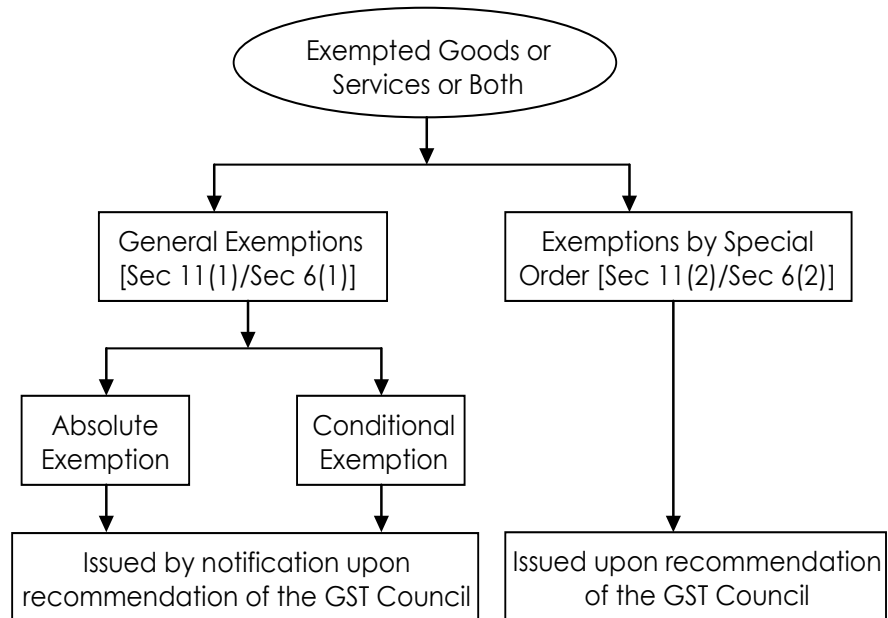 Exempted Goods or
Services or Both
General Exemptions
[Sec 11(1)/Sec 6(1)]
Exemptions by Special
Order [Sec 11(2)/Sec 6(2)]
Absolute
Exemption
Conditional
Exemption
Issued by notification upon
recommendation of the GST Council
Issued upon recommendation
of the GST Council